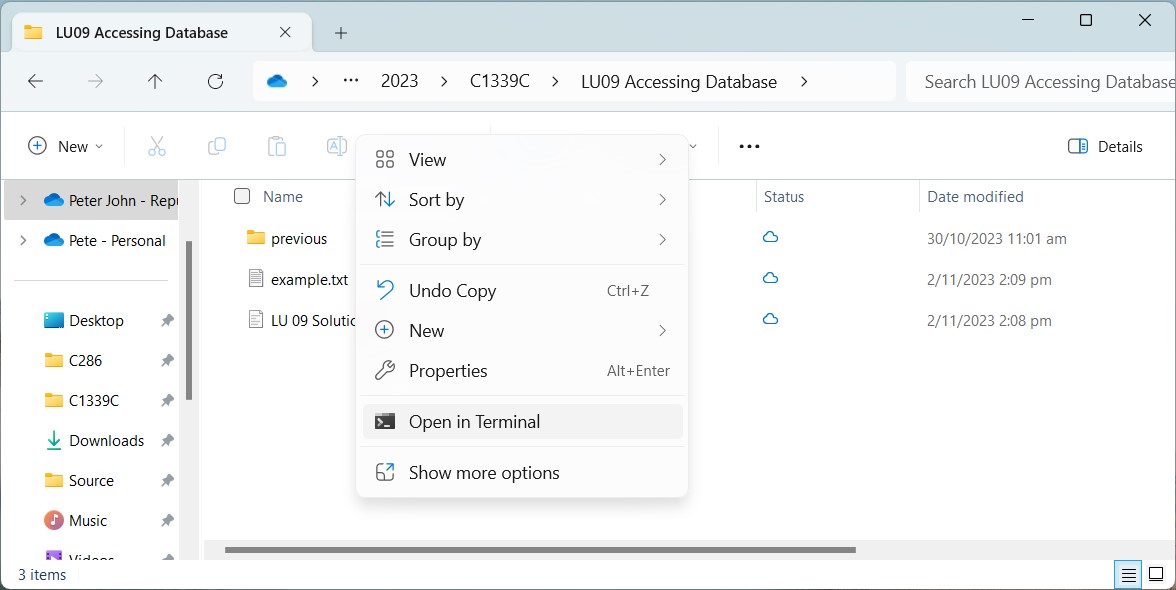 LU09 Accessing Database
2023 C1339C LU09 Accessing Database Search LU09 Accessing Database
New Details
Name Status Date modified
Peter John - Repu
Pete - Personal
Desktop
C286
C1339C
Downloads
Source
Music
Videos
previous 30/10/2023 11:01 am
example.txt 2/11/2023 2:09 pm
LU 09 Solutio 2/11/2023 2:08 pm
View
Sort by
Group by
Undo Copy Ctrl+Z
New
Properties Alt+Enter
Open in Terminal
Show more options
3 items